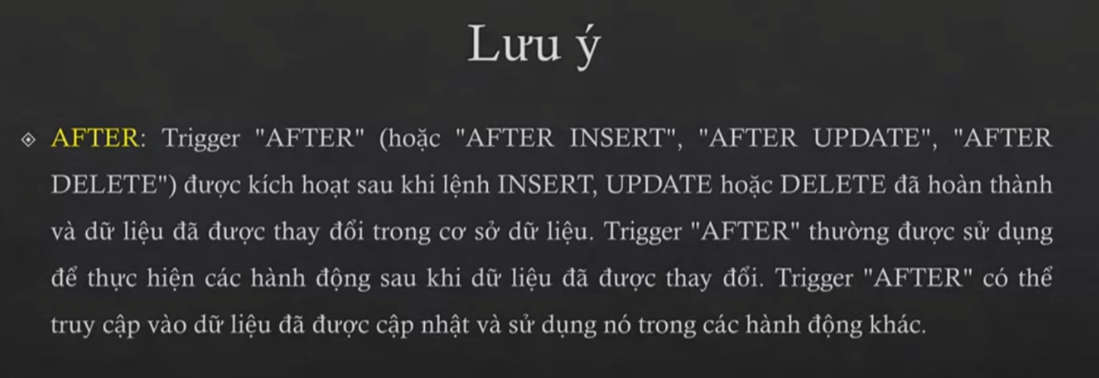 Lưu ý
AFTER: Trigger "AFTER" (hoặc "AFTER INSERT", "AFTER UPDATE", "AFTER
DELETE") được kích hoạt sau khi lệnh INSERT, UPDATE hoặc DELETE đã hoàn thành
và dữ liệu đã được thay đổi trong cơ sở dữ liệu. Trigger "AFTER" thường được sử dụng
để thực hiện các hành động sau khi dữ liệu đã được thay đổi. Trigger "AFTER" có thể
truy cập vào dữ liệu đã được cập nhật và sử dụng nó trong các hành động khác.